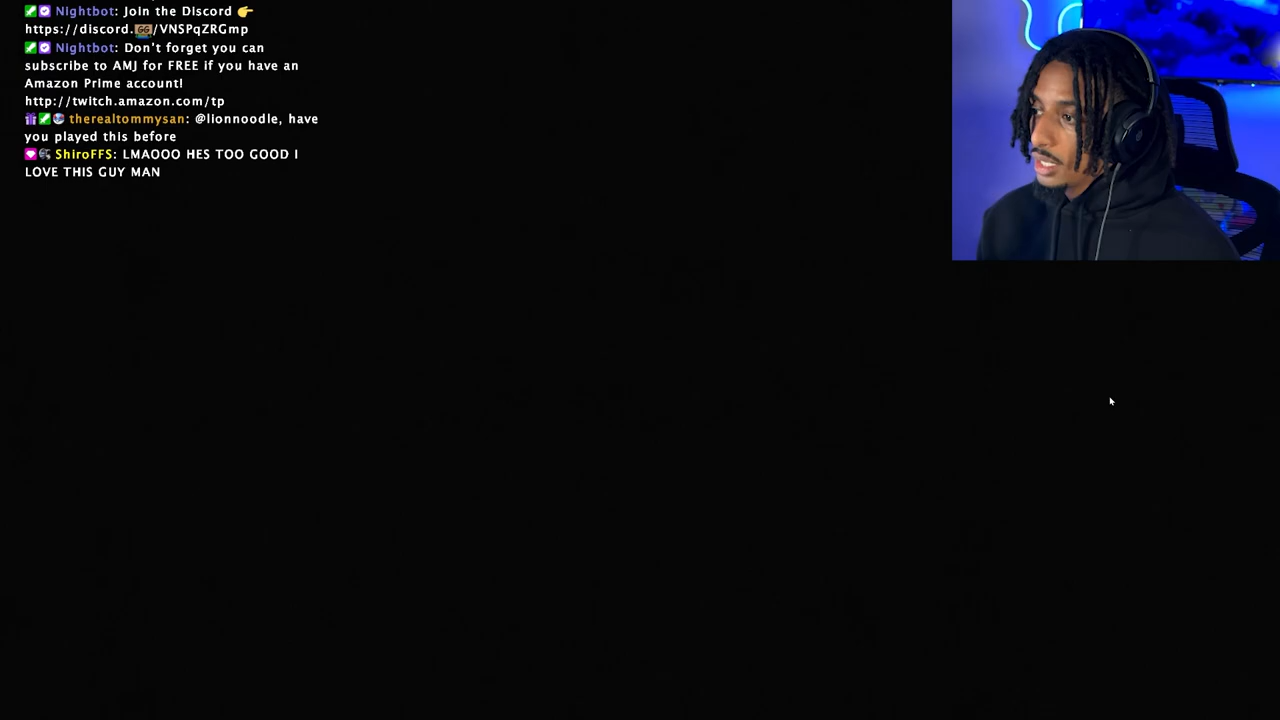 Nightbot: Join the Discord 👉
https://discord.GG/VNSPqZRGmp
Nightbot: Don't forget you can
subscribe to AMJ for FREE if you have an
Amazon Prime account!
http://twitch.amazon.com/tp
therealtommysan: @lionnoodle, have
you played this before
ShiroFFS: LMAOOO HES TOO GOOD I
LOVE THIS GUY MAN